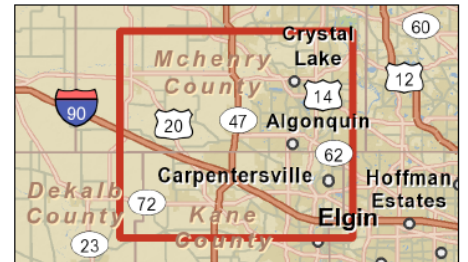 Crystal
Lake
60
Mchenry
County
12
14
90
20
47
Algonquin
62
Carpentersville
Hoffman
Estates
Dekalb
County
72
Kane
County
Elgin
23